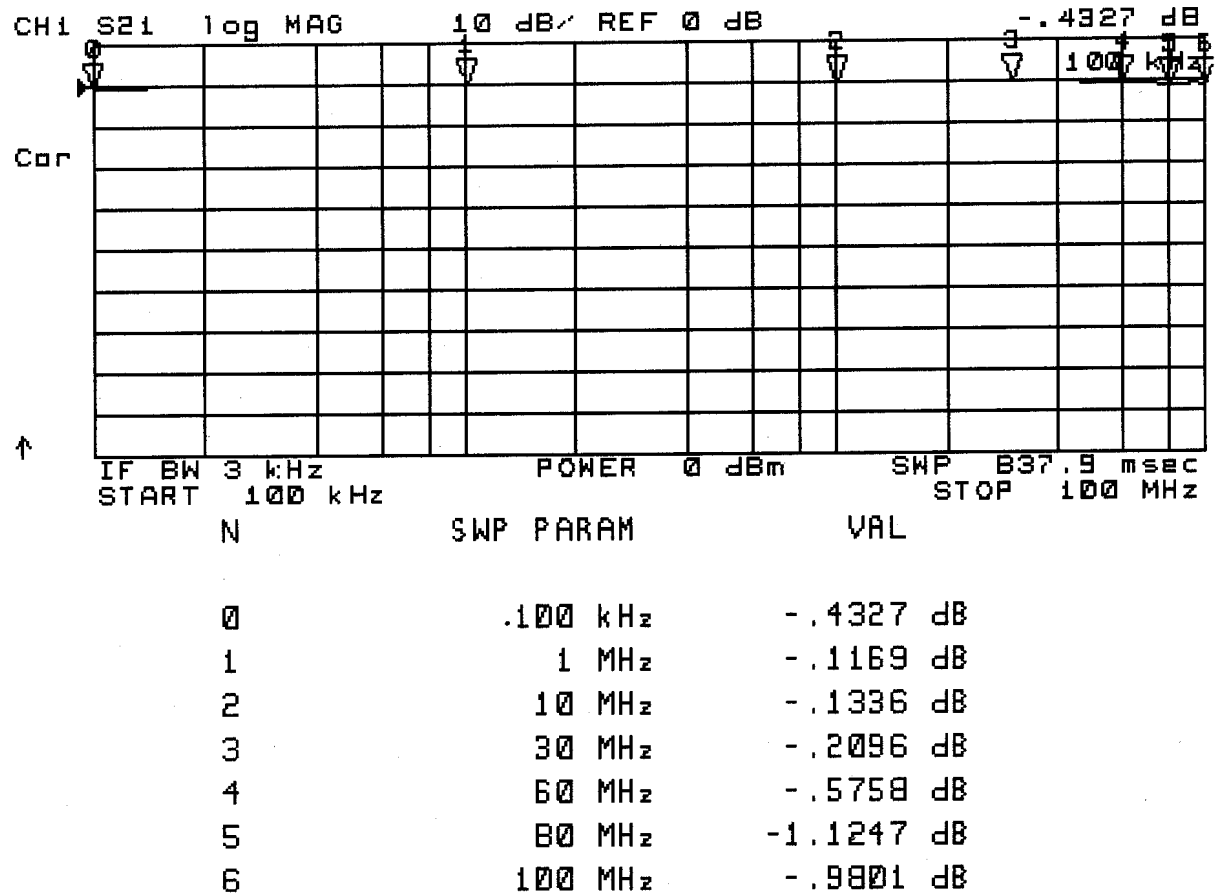 CH1 S21 log MAG 10 dB/ REF 0 dB -.4327 dB
0 1 2 3 4 5 6
100 kHz
Cor
↑
IF BW 3 kHz POWER 0 dBm SWP 837.9 msec
START 100 kHz STOP 100 MHz
N SWP PARAM VAL
0 .100 kHz -.4327 dB
1 1 MHz -.1169 dB
2 10 MHz -.1336 dB
3 30 MHz -.2096 dB
4 60 MHz -.5758 dB
5 80 MHz -1.1247 dB
6 100 MHz -.9801 dB